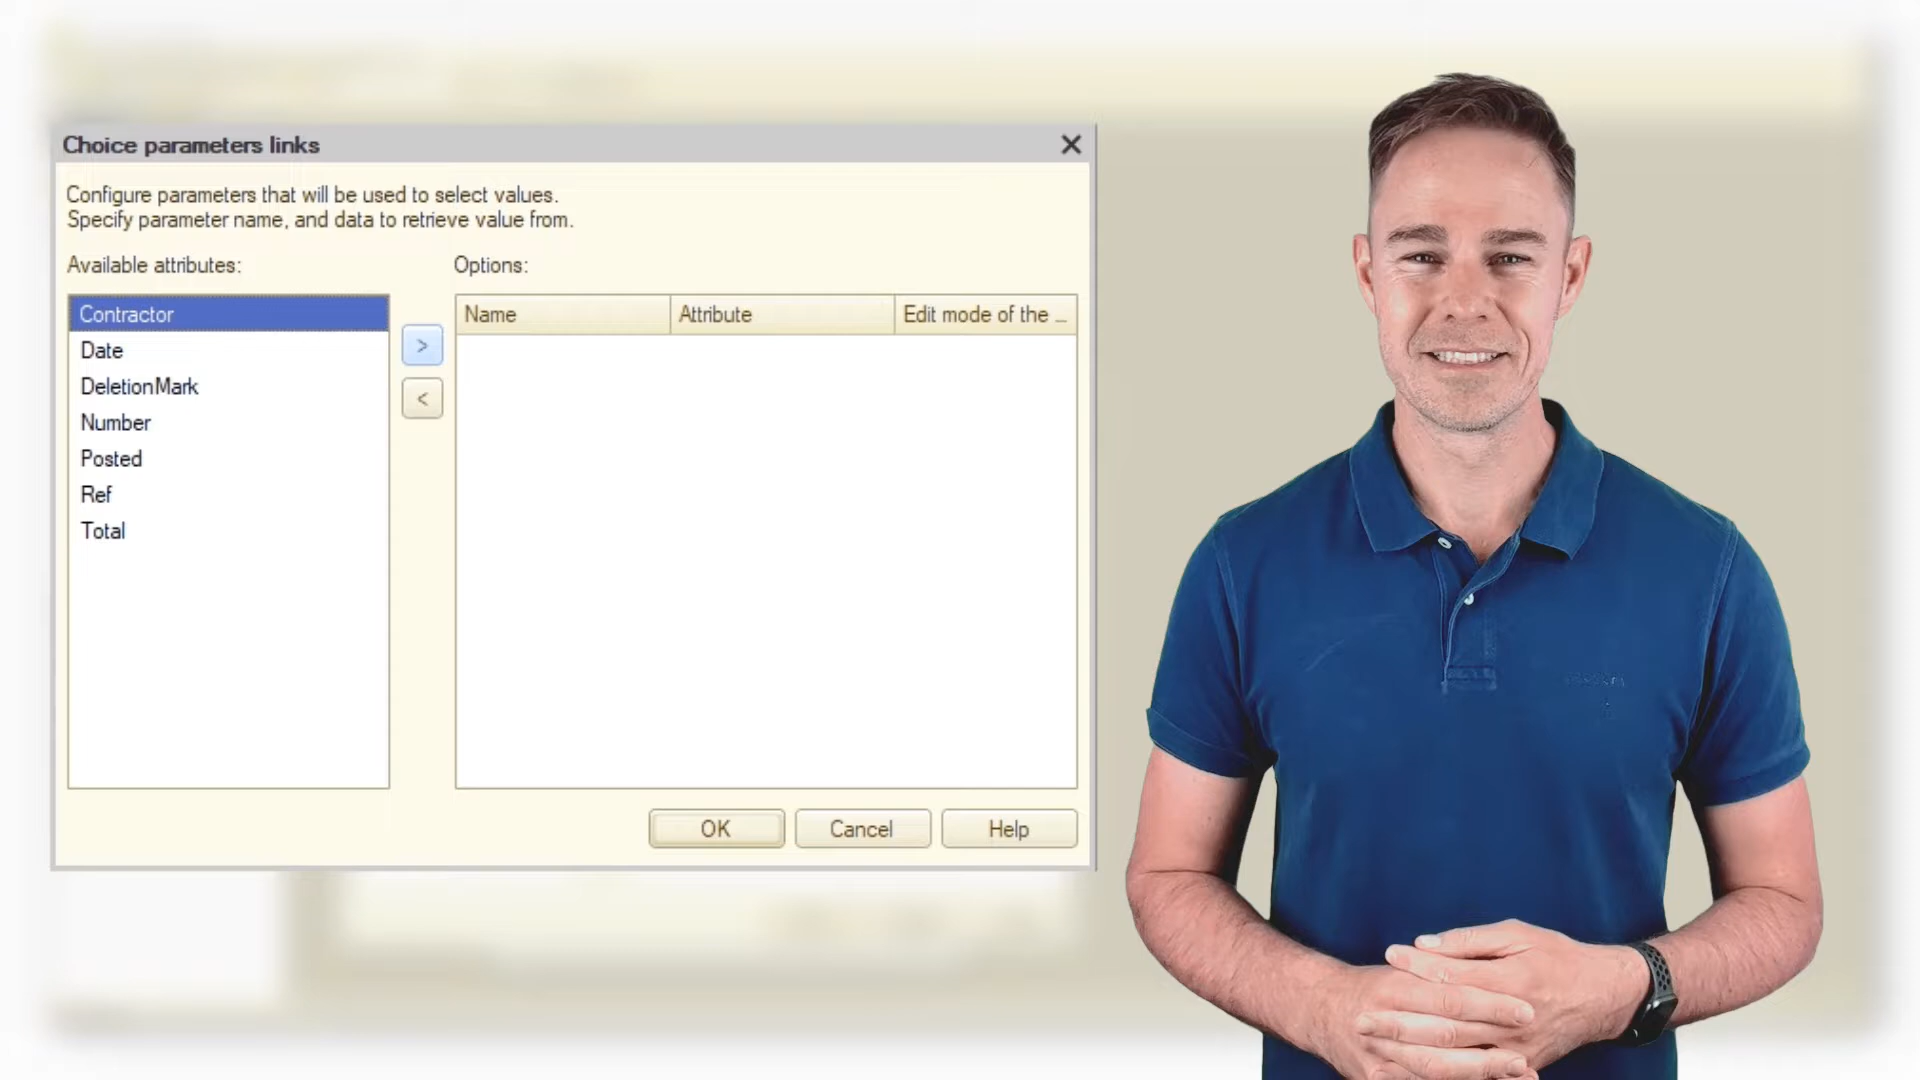 Choice parameters links
Configure parameters that will be used to select values.
Specify parameter name, and data to retrieve value from.
Available attributes:
Options:
Contractor
Date
DeletionMark
Number
Posted
Ref
Total
>
<
Name
Attribute
Edit mode of the ...
OK
Cancel
Help